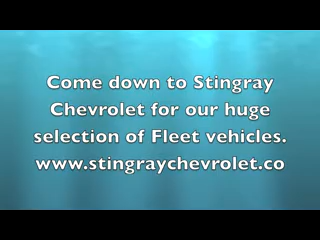 Come down to Stingray
Chevrolet for our huge
selection of Fleet vehicles.
www.stingraychevrolet.co